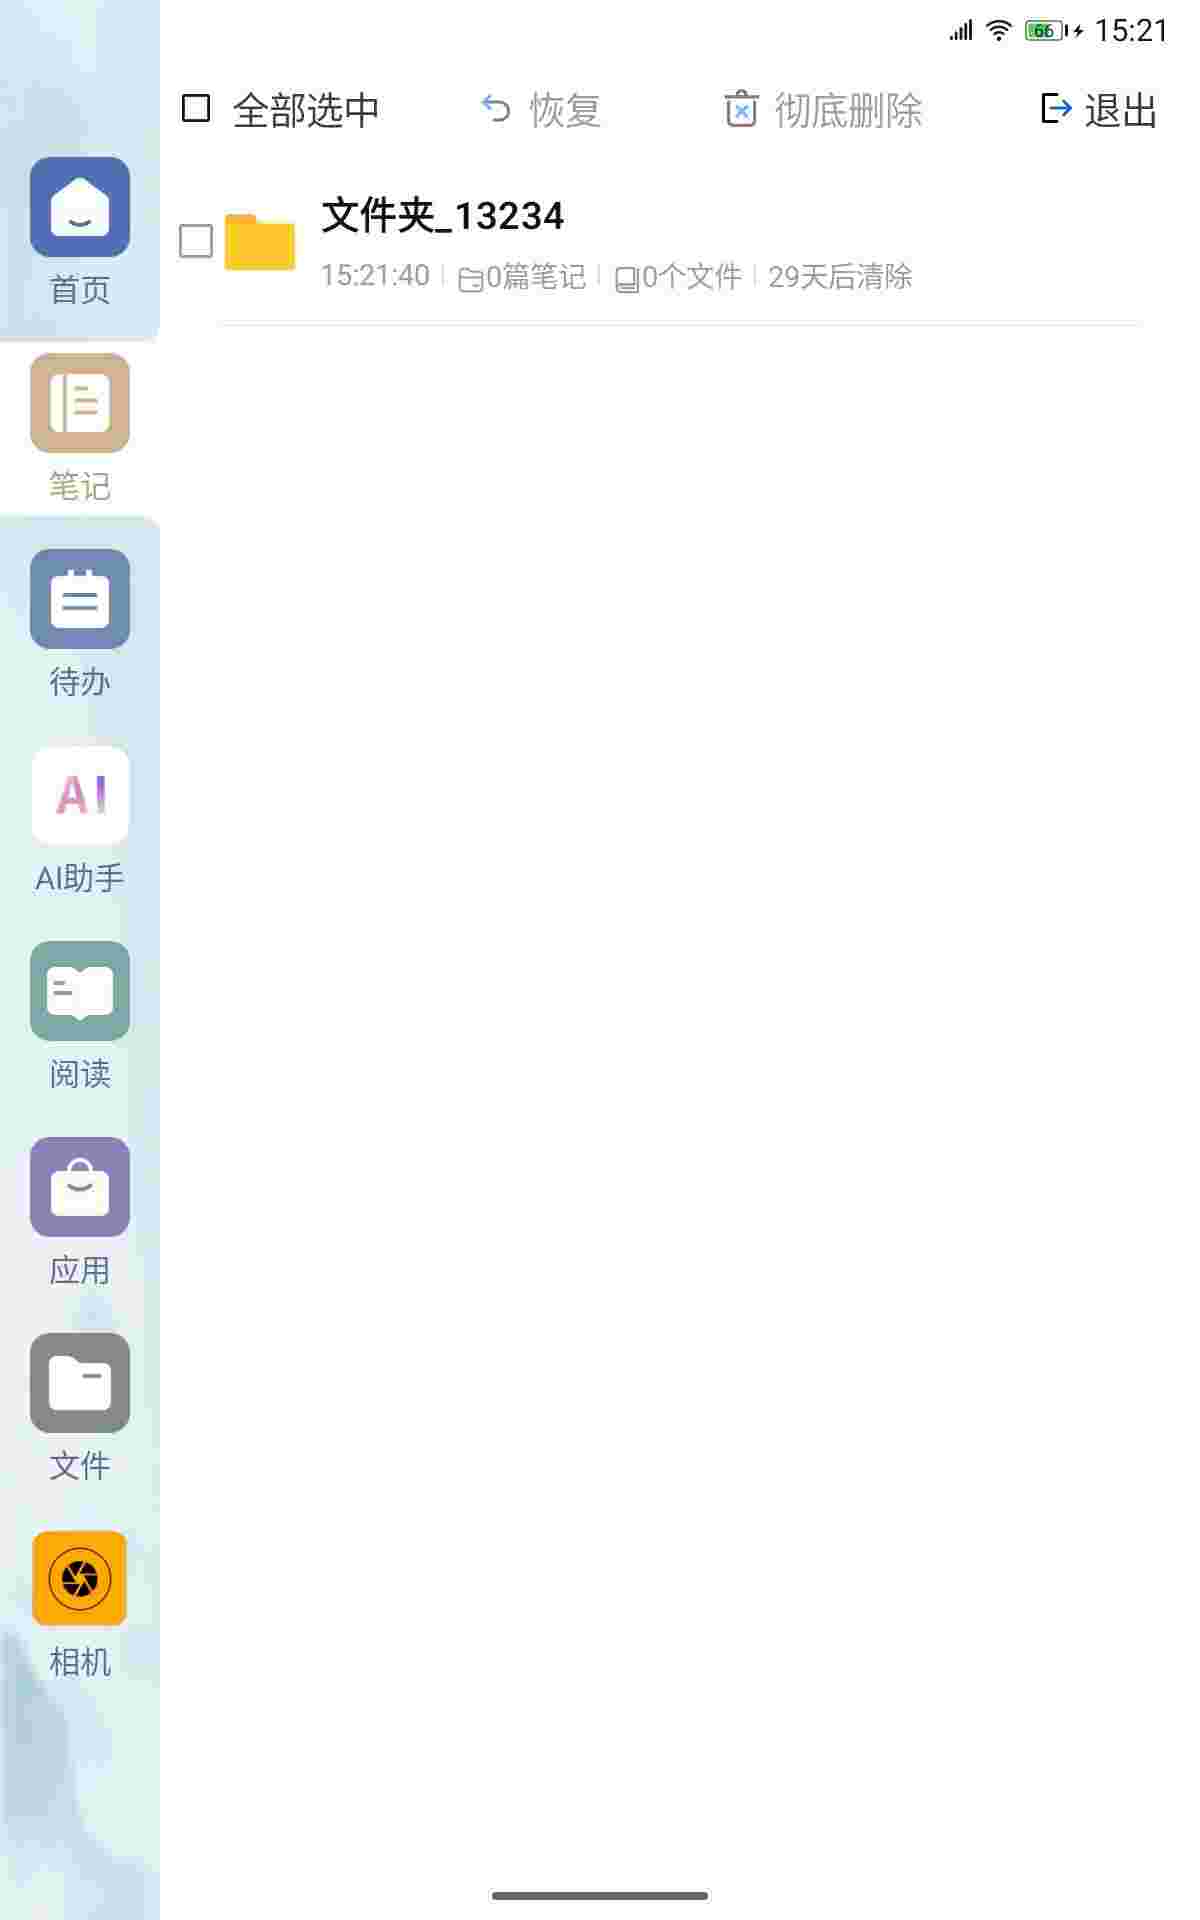 66 15:21
全部选中 恢复 彻底删除 退出
文件夹_13234
15:21:40 0篇笔记 0个文件 29天后清除
首页
笔记
待办
AI
AI助手
阅读
应用
文件
相机